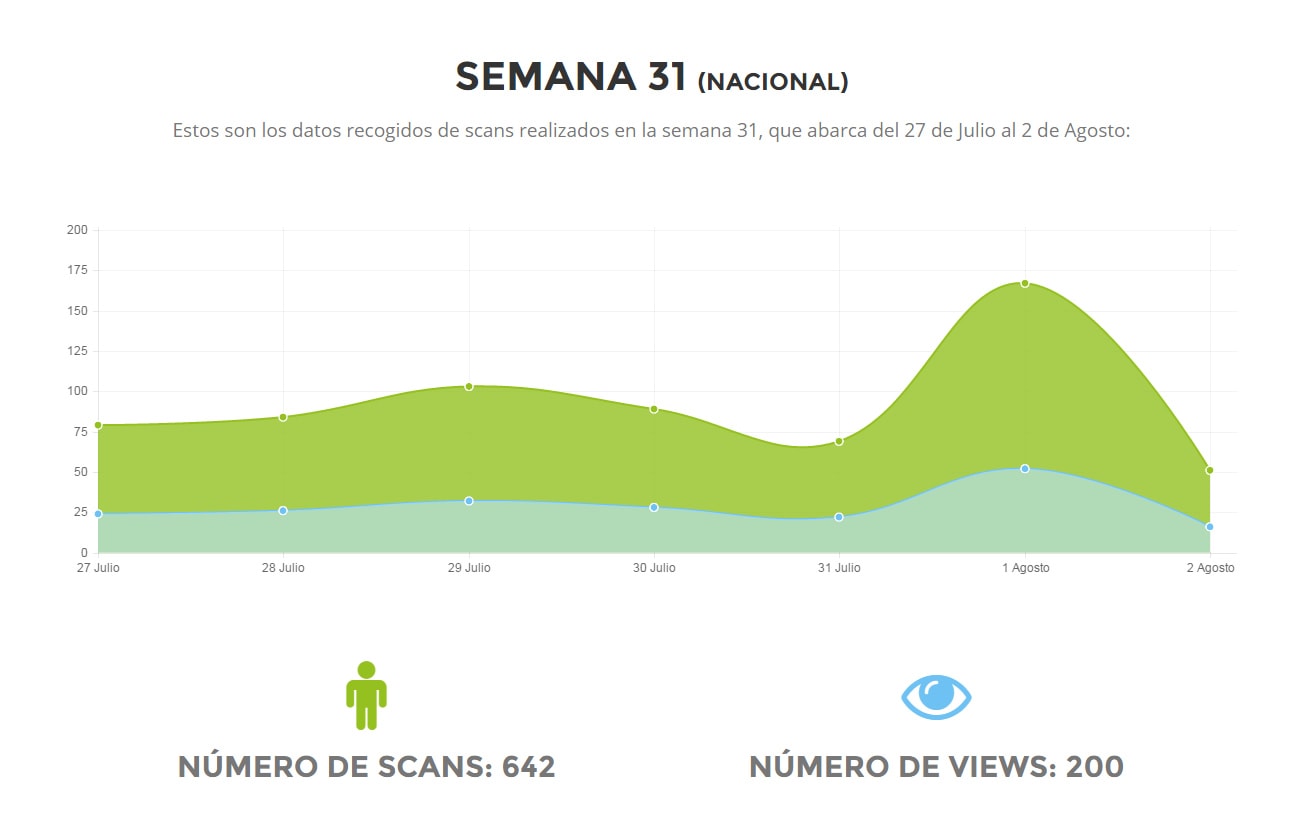 SEMANA 31 (NACIONAL)
Estos son los datos recogidos de scans realizados en la semana 31, que abarca del 27 de Julio al 2 de Agosto:
200
175
150
125
100
75
50
25
0
27 Julio 28 Julio 29 Julio 30 Julio 31 Julio 1 Agosto 2 Agosto
NÚMERO DE SCANS: 642
NÚMERO DE VIEWS: 200